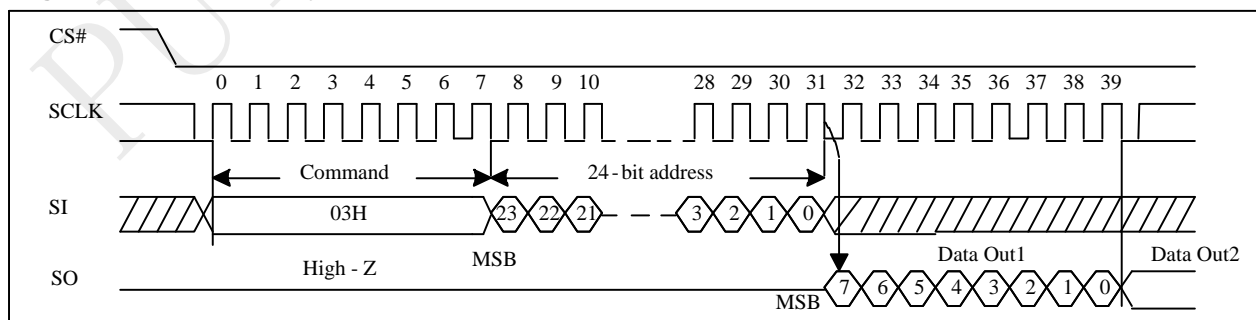 CS#
0 1 2 3 4 5 6 7 8 9 10 28 29 30 31 32 33 34 35 36 37 38 39
SCLK
Command 24-bit address
SI 03H 23 22 21 3 2 1 0
High - Z MSB Data Out1 Data Out2
SO MSB 7 6 5 4 3 2 1 0
PU